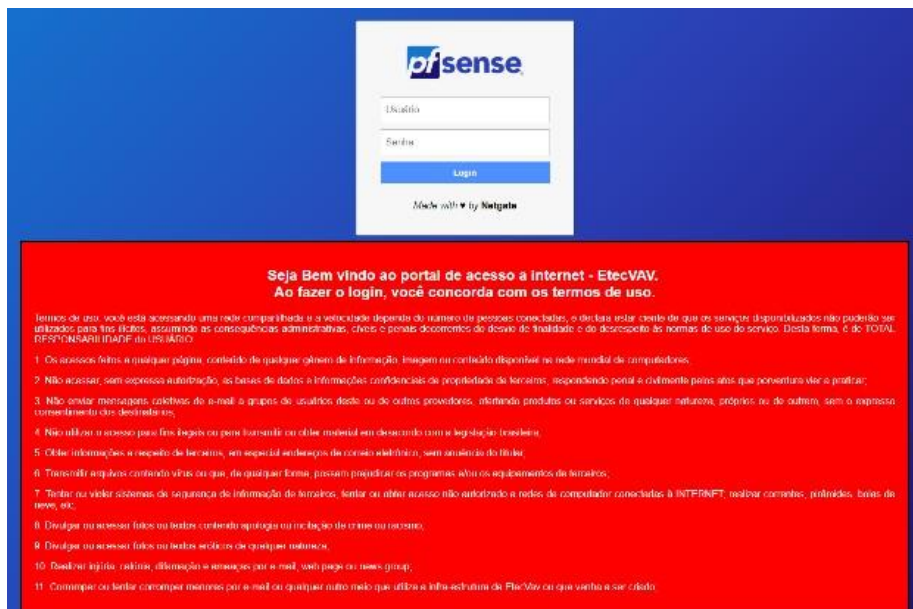 pfsense
Usuário
Senha
Login
Made with ♥ by Netgate
Seja Bem vindo ao portal de acesso a internet - EtecVAV.
Ao fazer o login, você concorda com os termos de uso.
Termos de uso: você está acessando uma rede compartilhada e a velocidade depende do número de pessoas conectadas, e declara estar ciente de que os serviços disponibilizados não poderão ser
utilizados para fins ilícitos, assumindo as consequências administrativas, cíveis e penais decorrentes do desvio de finalidade e do desrespeito às normas de uso do serviço. Desta forma, é de TOTAL
RESPONSABILIDADE do USUÁRIO:
1. Os acessos feitos a qualquer página, conteúdo de qualquer gênero de informação, imagem ou conteúdo disponível na rede mundial de computadores;
2. Não acessar, sem expressa autorização, as bases de dados e informações confidenciais de propriedade de terceiros, respondendo penal e civilmente pelos atos que porventura vier a praticar;
3. Não enviar mensagens coletivas de e-mail a grupos de usuários deste ou de outros provedores, ofertando produtos ou serviços de qualquer natureza, próprios ou de outrem, sem o expresso
consentimento dos destinatários;
4. Não utilizar o acesso para fins ilegais ou para transmitir ou obter material em desacordo com a legislação brasileira;
5. Obter informações a respeito de terceiros, em especial endereços de correio eletrônico, sem anuência do titular;
6. Transmitir arquivos contendo vírus ou que, de qualquer forma, possam prejudicar os programas e/ou os equipamentos de terceiros;
7. Tentar ou violar sistemas de segurança de informação de terceiros, tentar ou obter acesso não autorizado a redes de computador conectadas à INTERNET; realizar correntes, pirâmides, bolas de
neve, etc;
8. Divulgar ou acessar fotos ou textos contendo apologia ou incitação de crime ou racismo;
9. Divulgar ou acessar fotos ou textos eróticos de qualquer natureza;
10. Realizar injúria, calúnia, difamação e ameaças por e-mail, web page ou news group;
11. Corromper ou tentar corromper menores por e-mail ou qualquer outro meio que utilize a infra-estrutura de EtecVav ou que venha a ser criado;